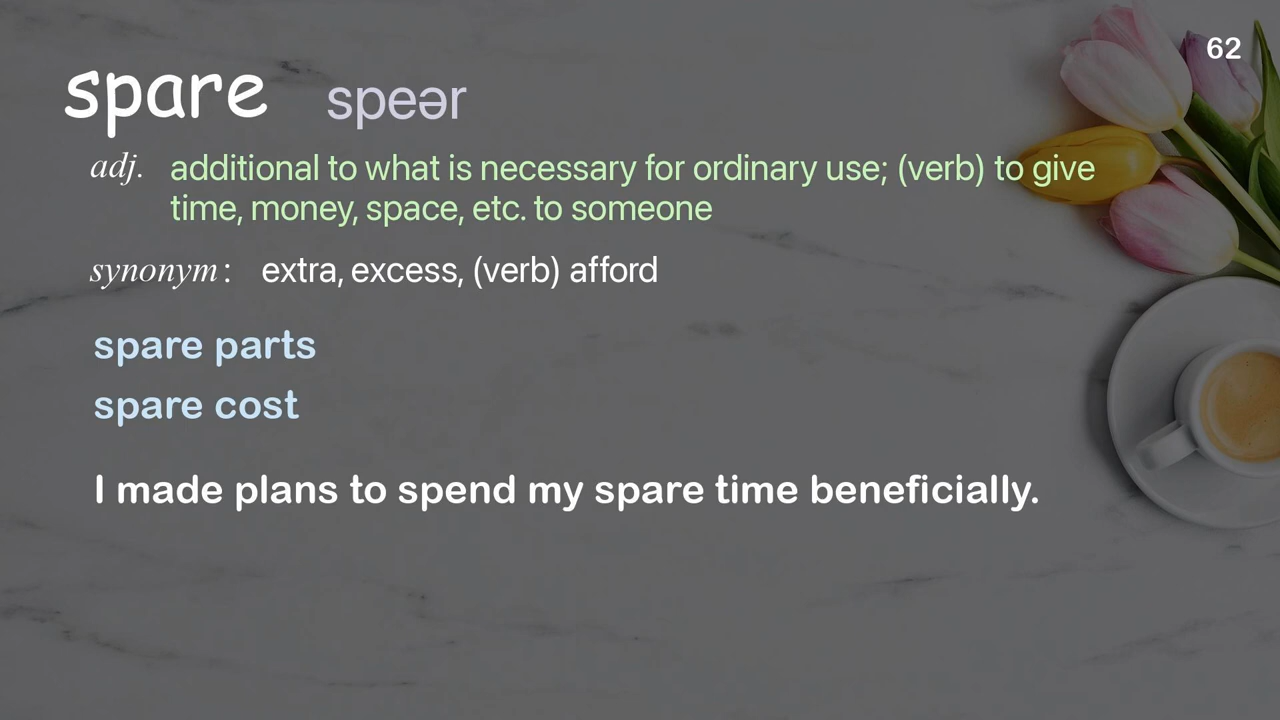 62
spare speər
adj. additional to what is necessary for ordinary use; (verb) to give
time, money, space, etc. to someone
synonym: extra, excess, (verb) afford
spare parts
spare cost
I made plans to spend my spare time beneficially.